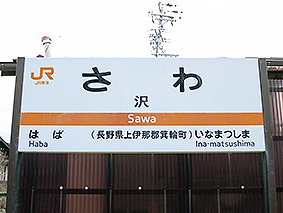 JR
JR東海
さわ
沢
Sawa
はば (長野県上伊那郡箕輪町) いなまつしま
Haba Ina-matsushima